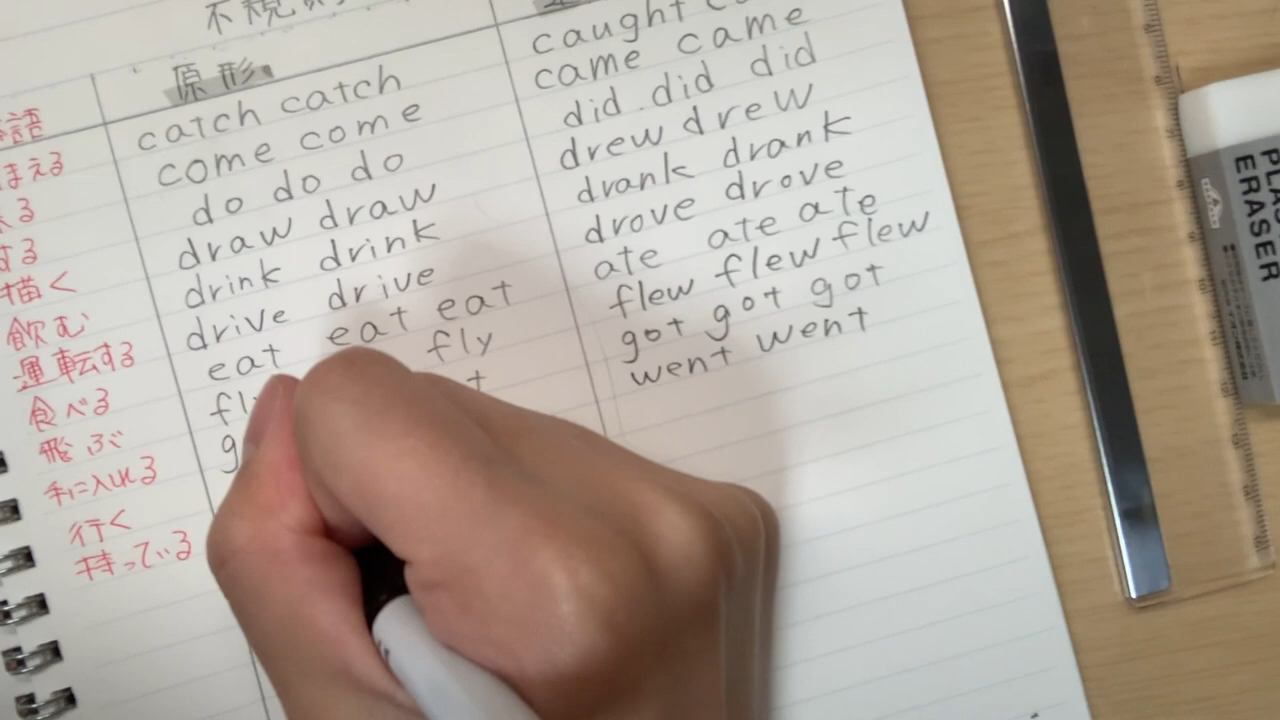 不規
原形
語 catch catch caught
まえる come come came came
る do do do did did did
する draw draw drew drew
描く drink drink drank drank
飲む drive drive drove drove
運転する eat eat eat ate ate ate
食べる fly flew flew flew
飛ぶ got got got
手に入れる went went
行く
持っている
PLA
ERASER